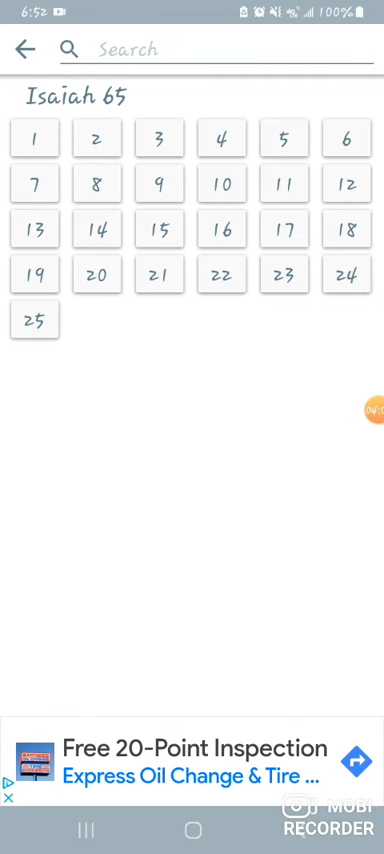 6:52 100%
Search
Isaiah 65
1 2 3 4 5 6
7 8 9 10 11 12
13 14 15 16 17 18
19 20 21 22 23 24
25
04:0
Free 20-Point Inspection
Express Oil Change & Tire ...
MOBI
RECORDER